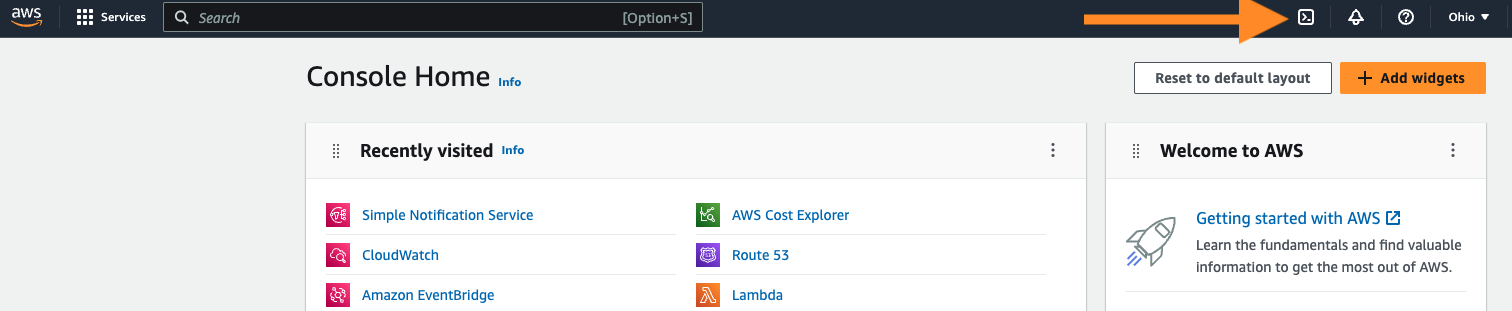 aws Services Search [Option+S] Ohio
Console Home Info
Reset to default layout
Add widgets
Recently visited Info
Simple Notification Service
AWS Cost Explorer
CloudWatch
Route 53
Amazon EventBridge
Lambda
Welcome to AWS
Getting started with AWS
Learn the fundamentals and find valuable
information to get the most out of AWS.